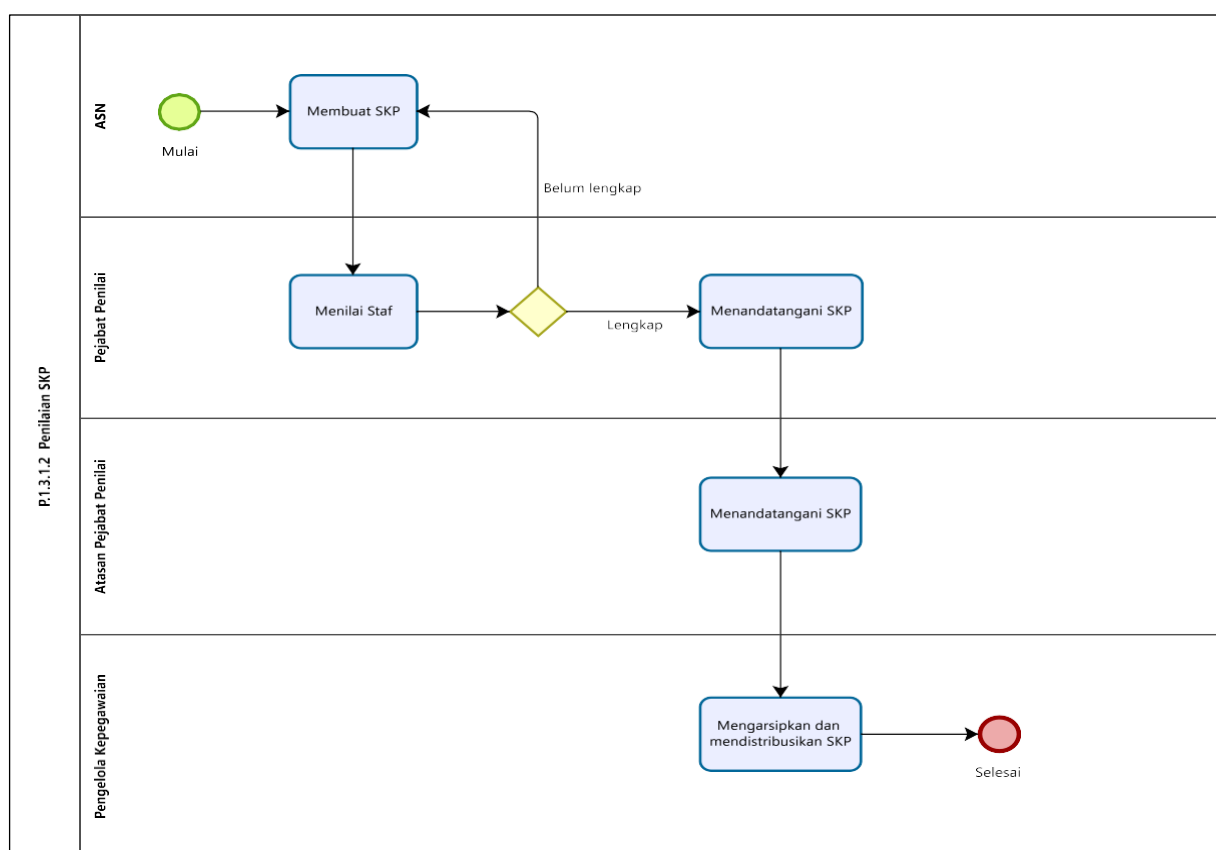 P.1.3.1.2 Penilaian SKP
ASN
Mulai
Membuat SKP
Belum lengkap
Pejabat Penilai
Menilai Staf
Lengkap
Menandatangani SKP
Atasan Pejabat Penilai
Menandatangani SKP
Pengelola Kepegawaian
Mengarsipkan dan
mendistribusikan SKP
Selesai